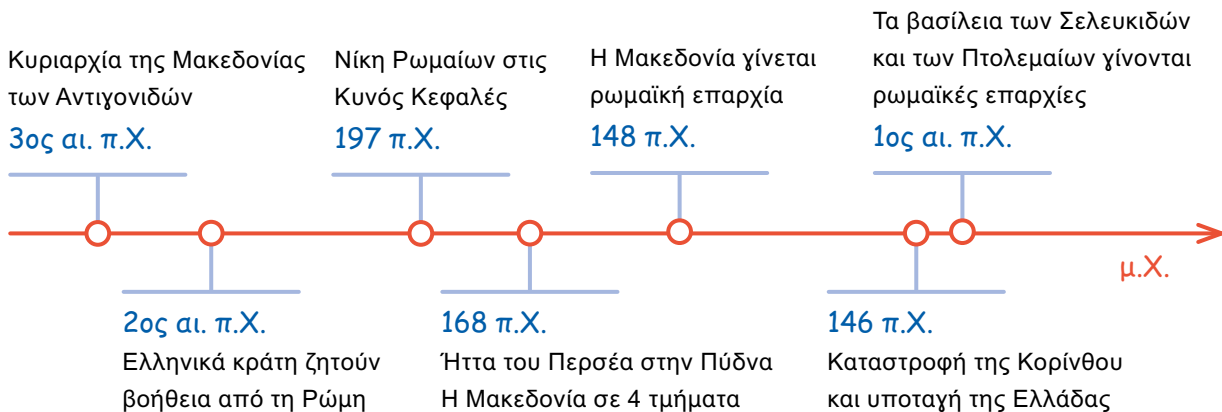 Κυριαρχία της Μακεδονίας
των Αντιγονιδών
3ος αι. π.Χ.
2ος αι. π.Χ.
Ελληνικά κράτη ζητούν
βοήθεια από τη Ρώμη
Νίκη Ρωμαίων στις
Κυνός Κεφαλές
197 π.Χ.
168 π.Χ.
Ήττα του Περσέα στην Πύδνα
Η Μακεδονία σε 4 τμήματα
Η Μακεδονία γίνεται
ρωμαϊκή επαρχία
148 π.Χ.
146 π.Χ.
Καταστροφή της Κορίνθου
και υποταγή της Ελλάδας
Τα βασίλεια των Σελευκιδών
και των Πτολεμαίων γίνονται
ρωμαϊκές επαρχίες
1ος αι. π.Χ.
μ.Χ.